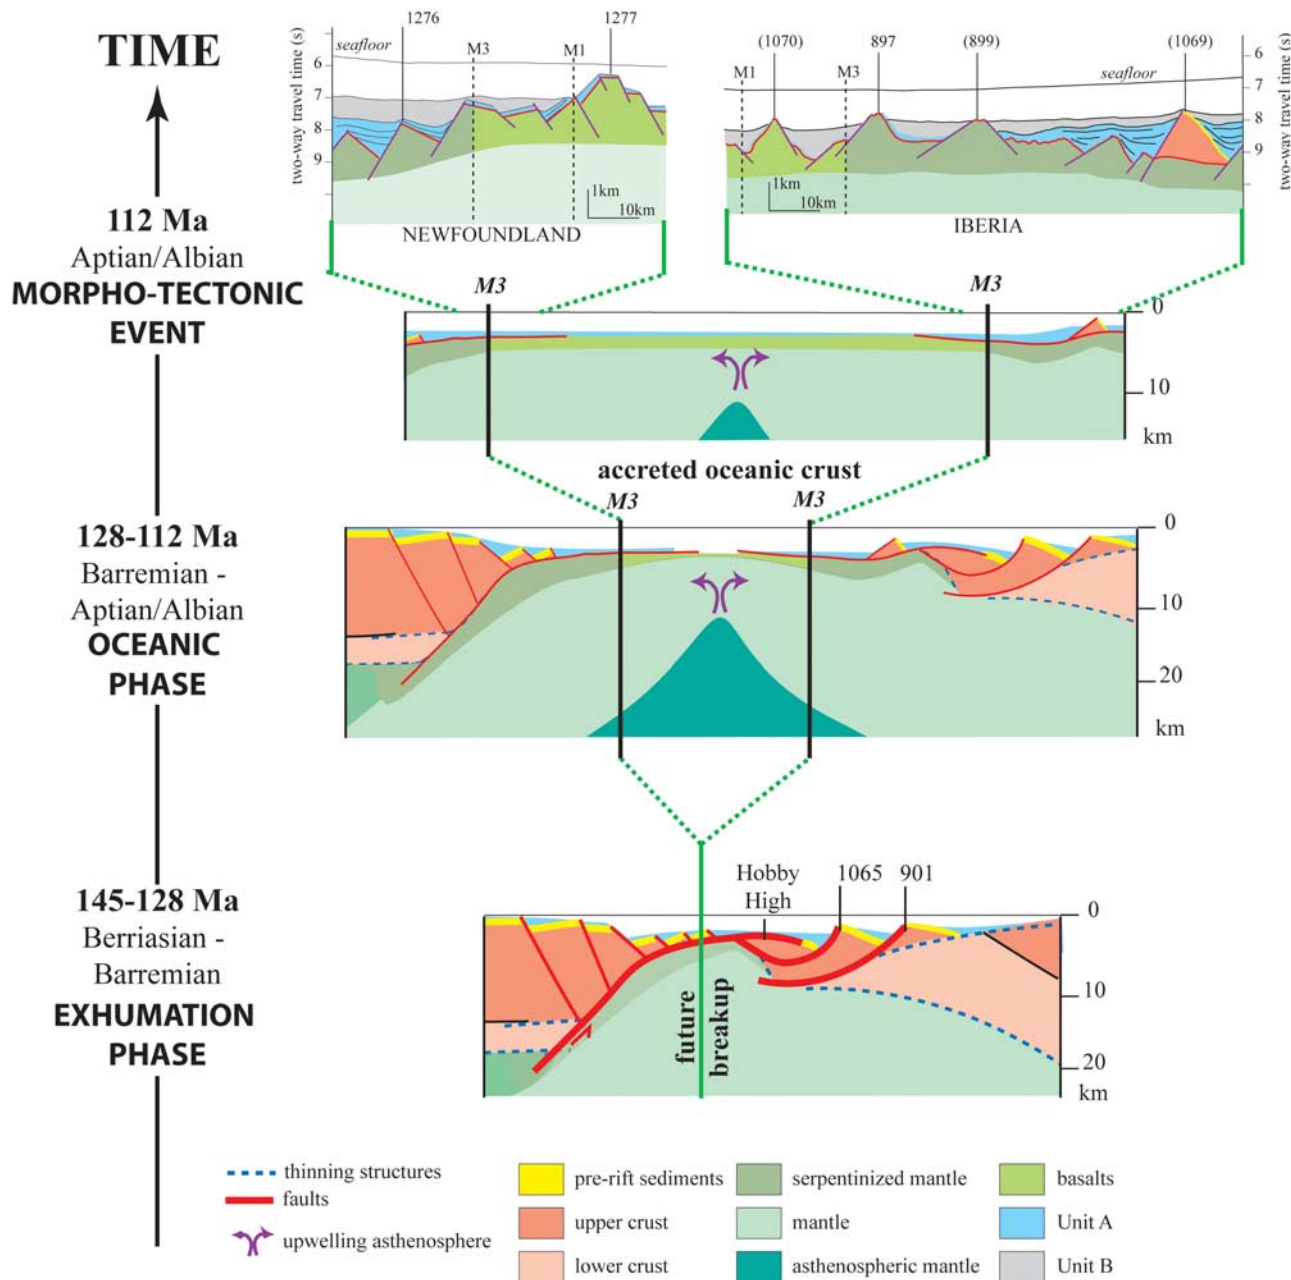 TIME
1276
1277
two-way travel time (s)
seafloor
M3
M1
6
7
8
9
1km
10km
NEWFOUNDLAND
(1070)
897
(899)
(1069)
M1
M3
seafloor
6
7
8
9
two-way travel time (s)
1km
10km
IBERIA
112 Ma
Aptian/Albian
MORPHO-TECTONIC
EVENT
M3
M3
0
10
km
accreted oceanic crust
M3
M3
128-112 Ma
Barremian -
Aptian/Albian
OCEANIC
PHASE
0
10
20
km
145-128 Ma
Berriasian -
Barremian
EXHUMATION
PHASE
Hobby
High
1065
901
0
10
20
km
future
breakup
thinning structures
faults
upwelling asthenosphere
pre-rift sediments
upper crust
lower crust
serpentinized mantle
mantle
asthenospheric mantle
basalts
Unit A
Unit B